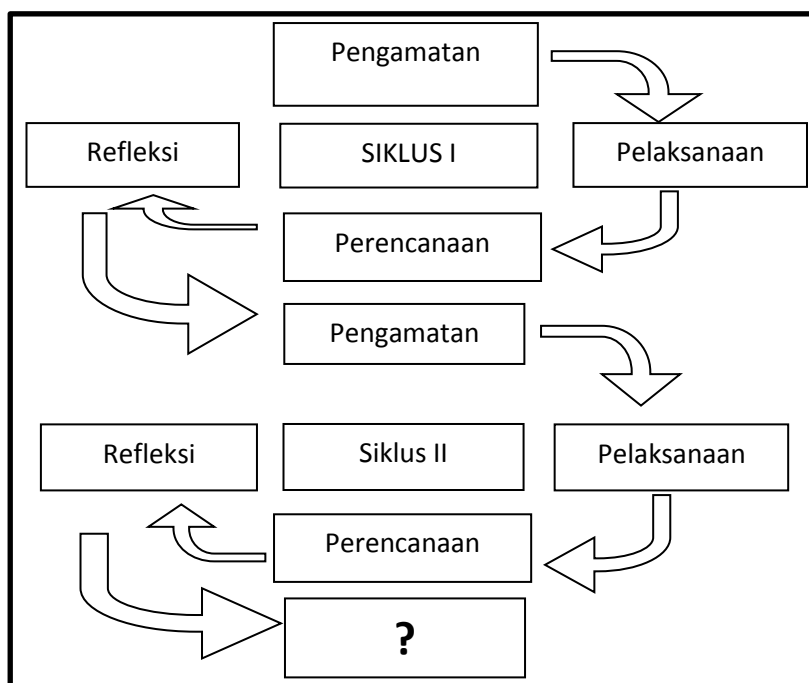 Pengamatan
Refleksi
SIKLUS I
Pelaksanaan
Perencanaan
Pengamatan
Refleksi
Siklus II
Pelaksanaan
Perencanaan
?